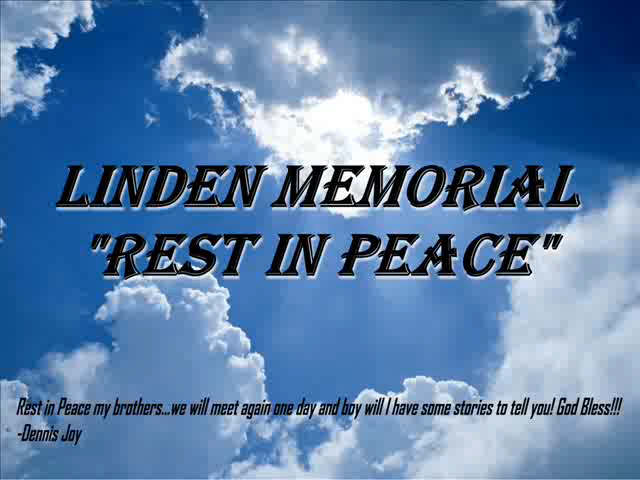 LINDEN MEMORIAL
"REST IN PEACE"
Rest in Peace my brothers...we will meet again one day and boy will I have some stories to tell you! God Bless!!!
-Dennis Joy